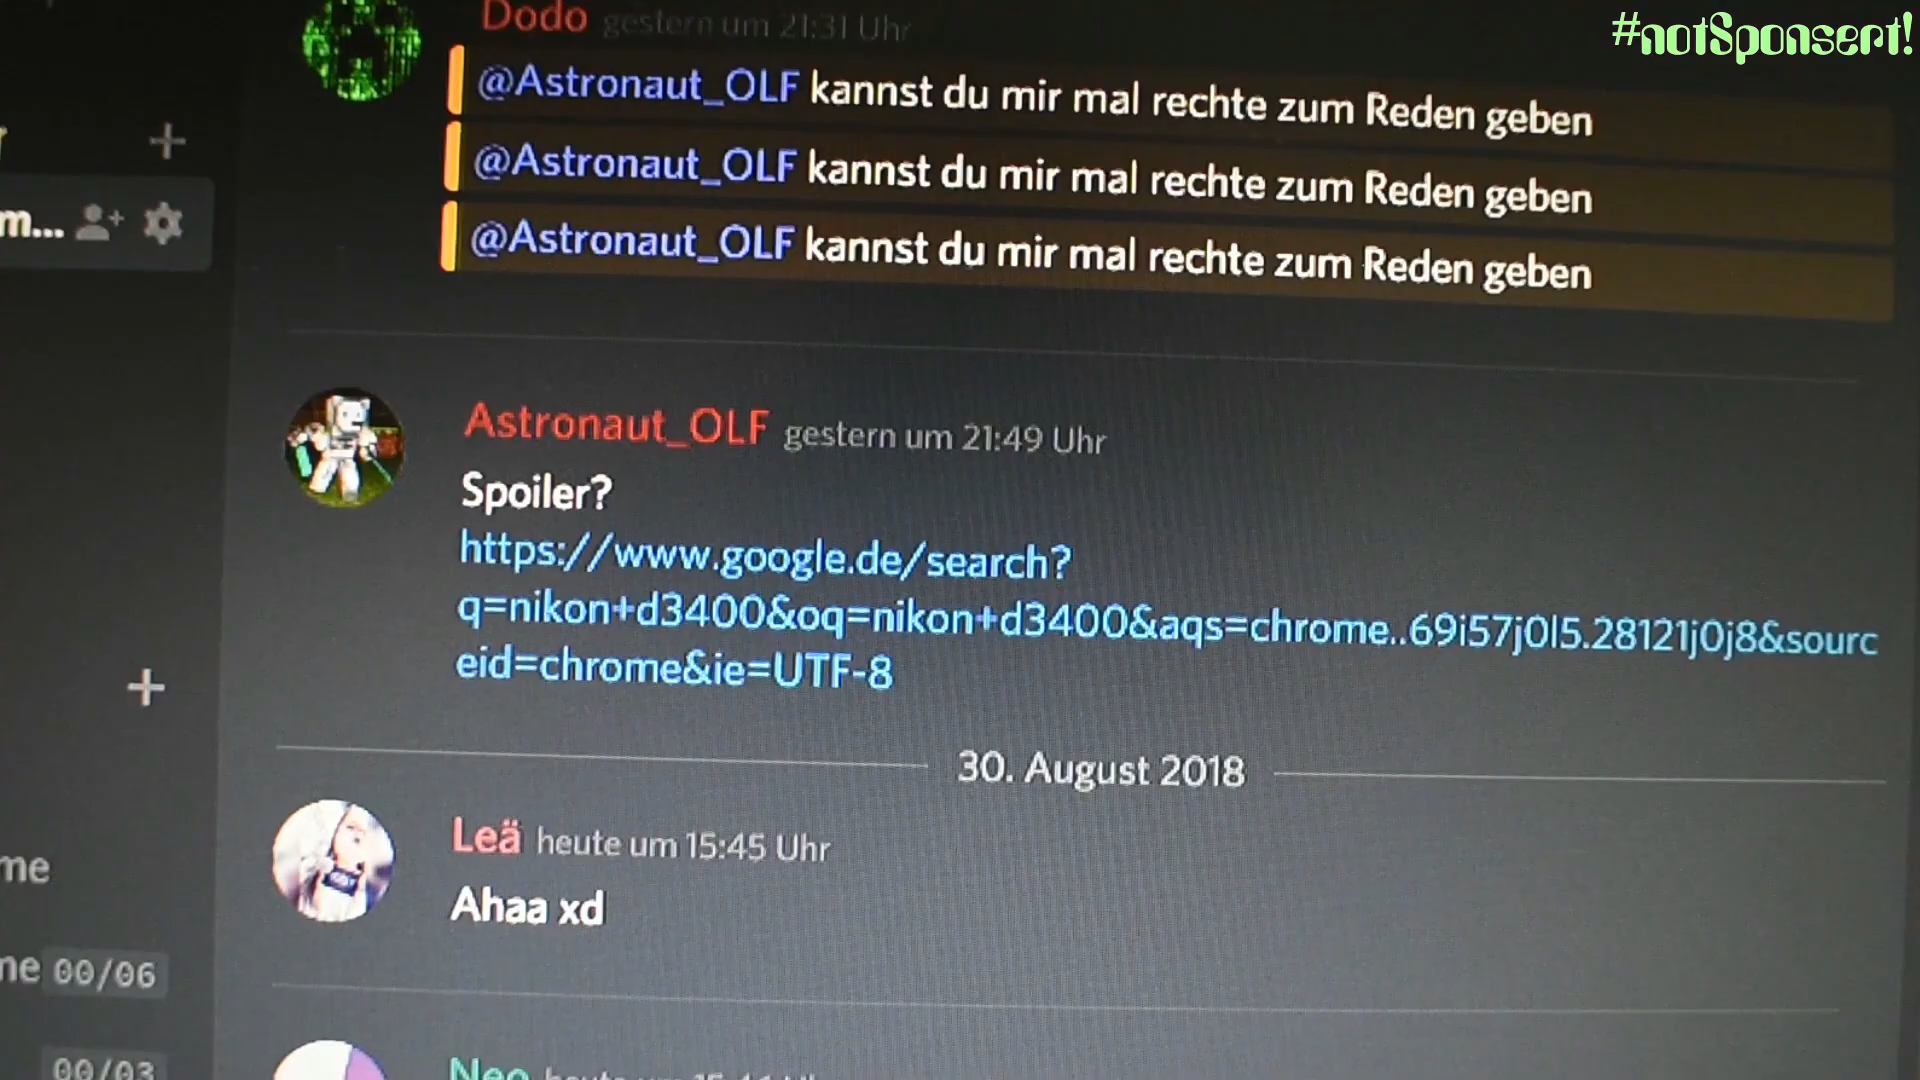 #notSponsert!
Dodo gestern um 21:31 Uhr
@Astronaut_OLF kannst du mir mal rechte zum Reden geben
@Astronaut_OLF kannst du mir mal rechte zum Reden geben
@Astronaut_OLF kannst du mir mal rechte zum Reden geben
m...
Astronaut_OLF gestern um 21:49 Uhr
Spoiler?
https://www.google.de/search?
q=nikon+d3400&oq=nikon+d3400&aqs=chrome..69i57j0l5.28121j0j8&sourc
eid=chrome&ie=UTF-8
30. August 2018
Leä heute um 15:45 Uhr
Ahaa xd
me
ne 00/06
00/03
Neo heute um